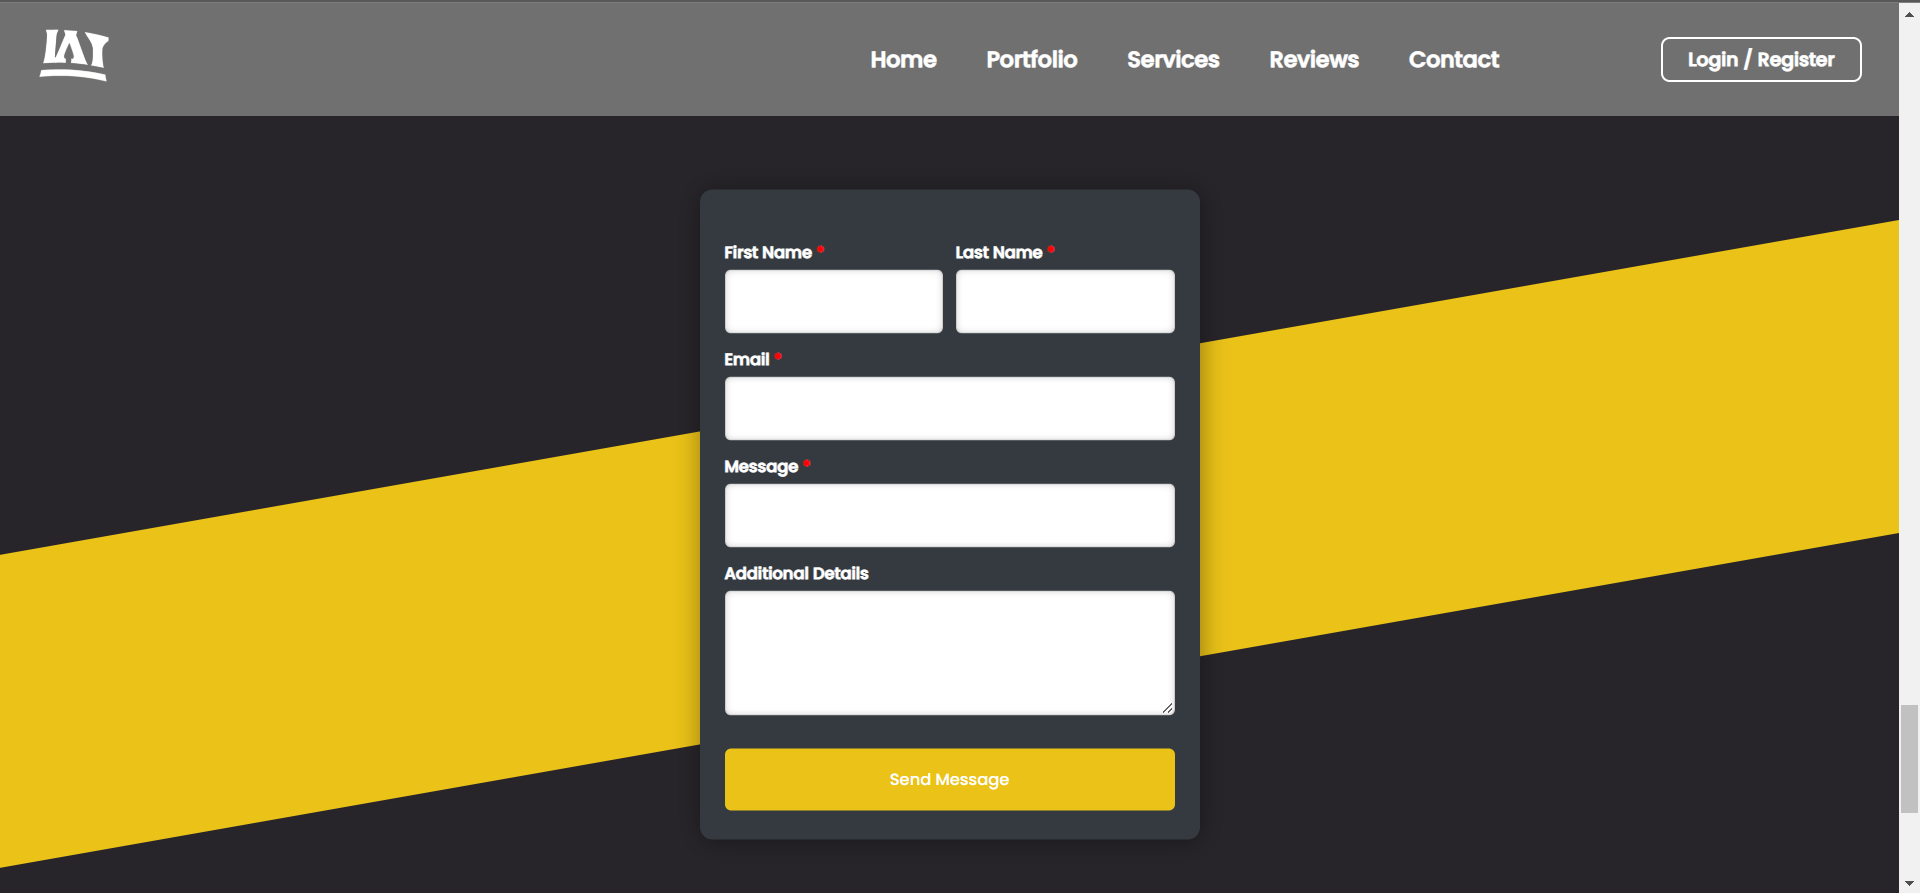 Home Portfolio Services Reviews Contact Login / Register
First Name * Last Name *
Email *
Message *
Additional Details
Send Message